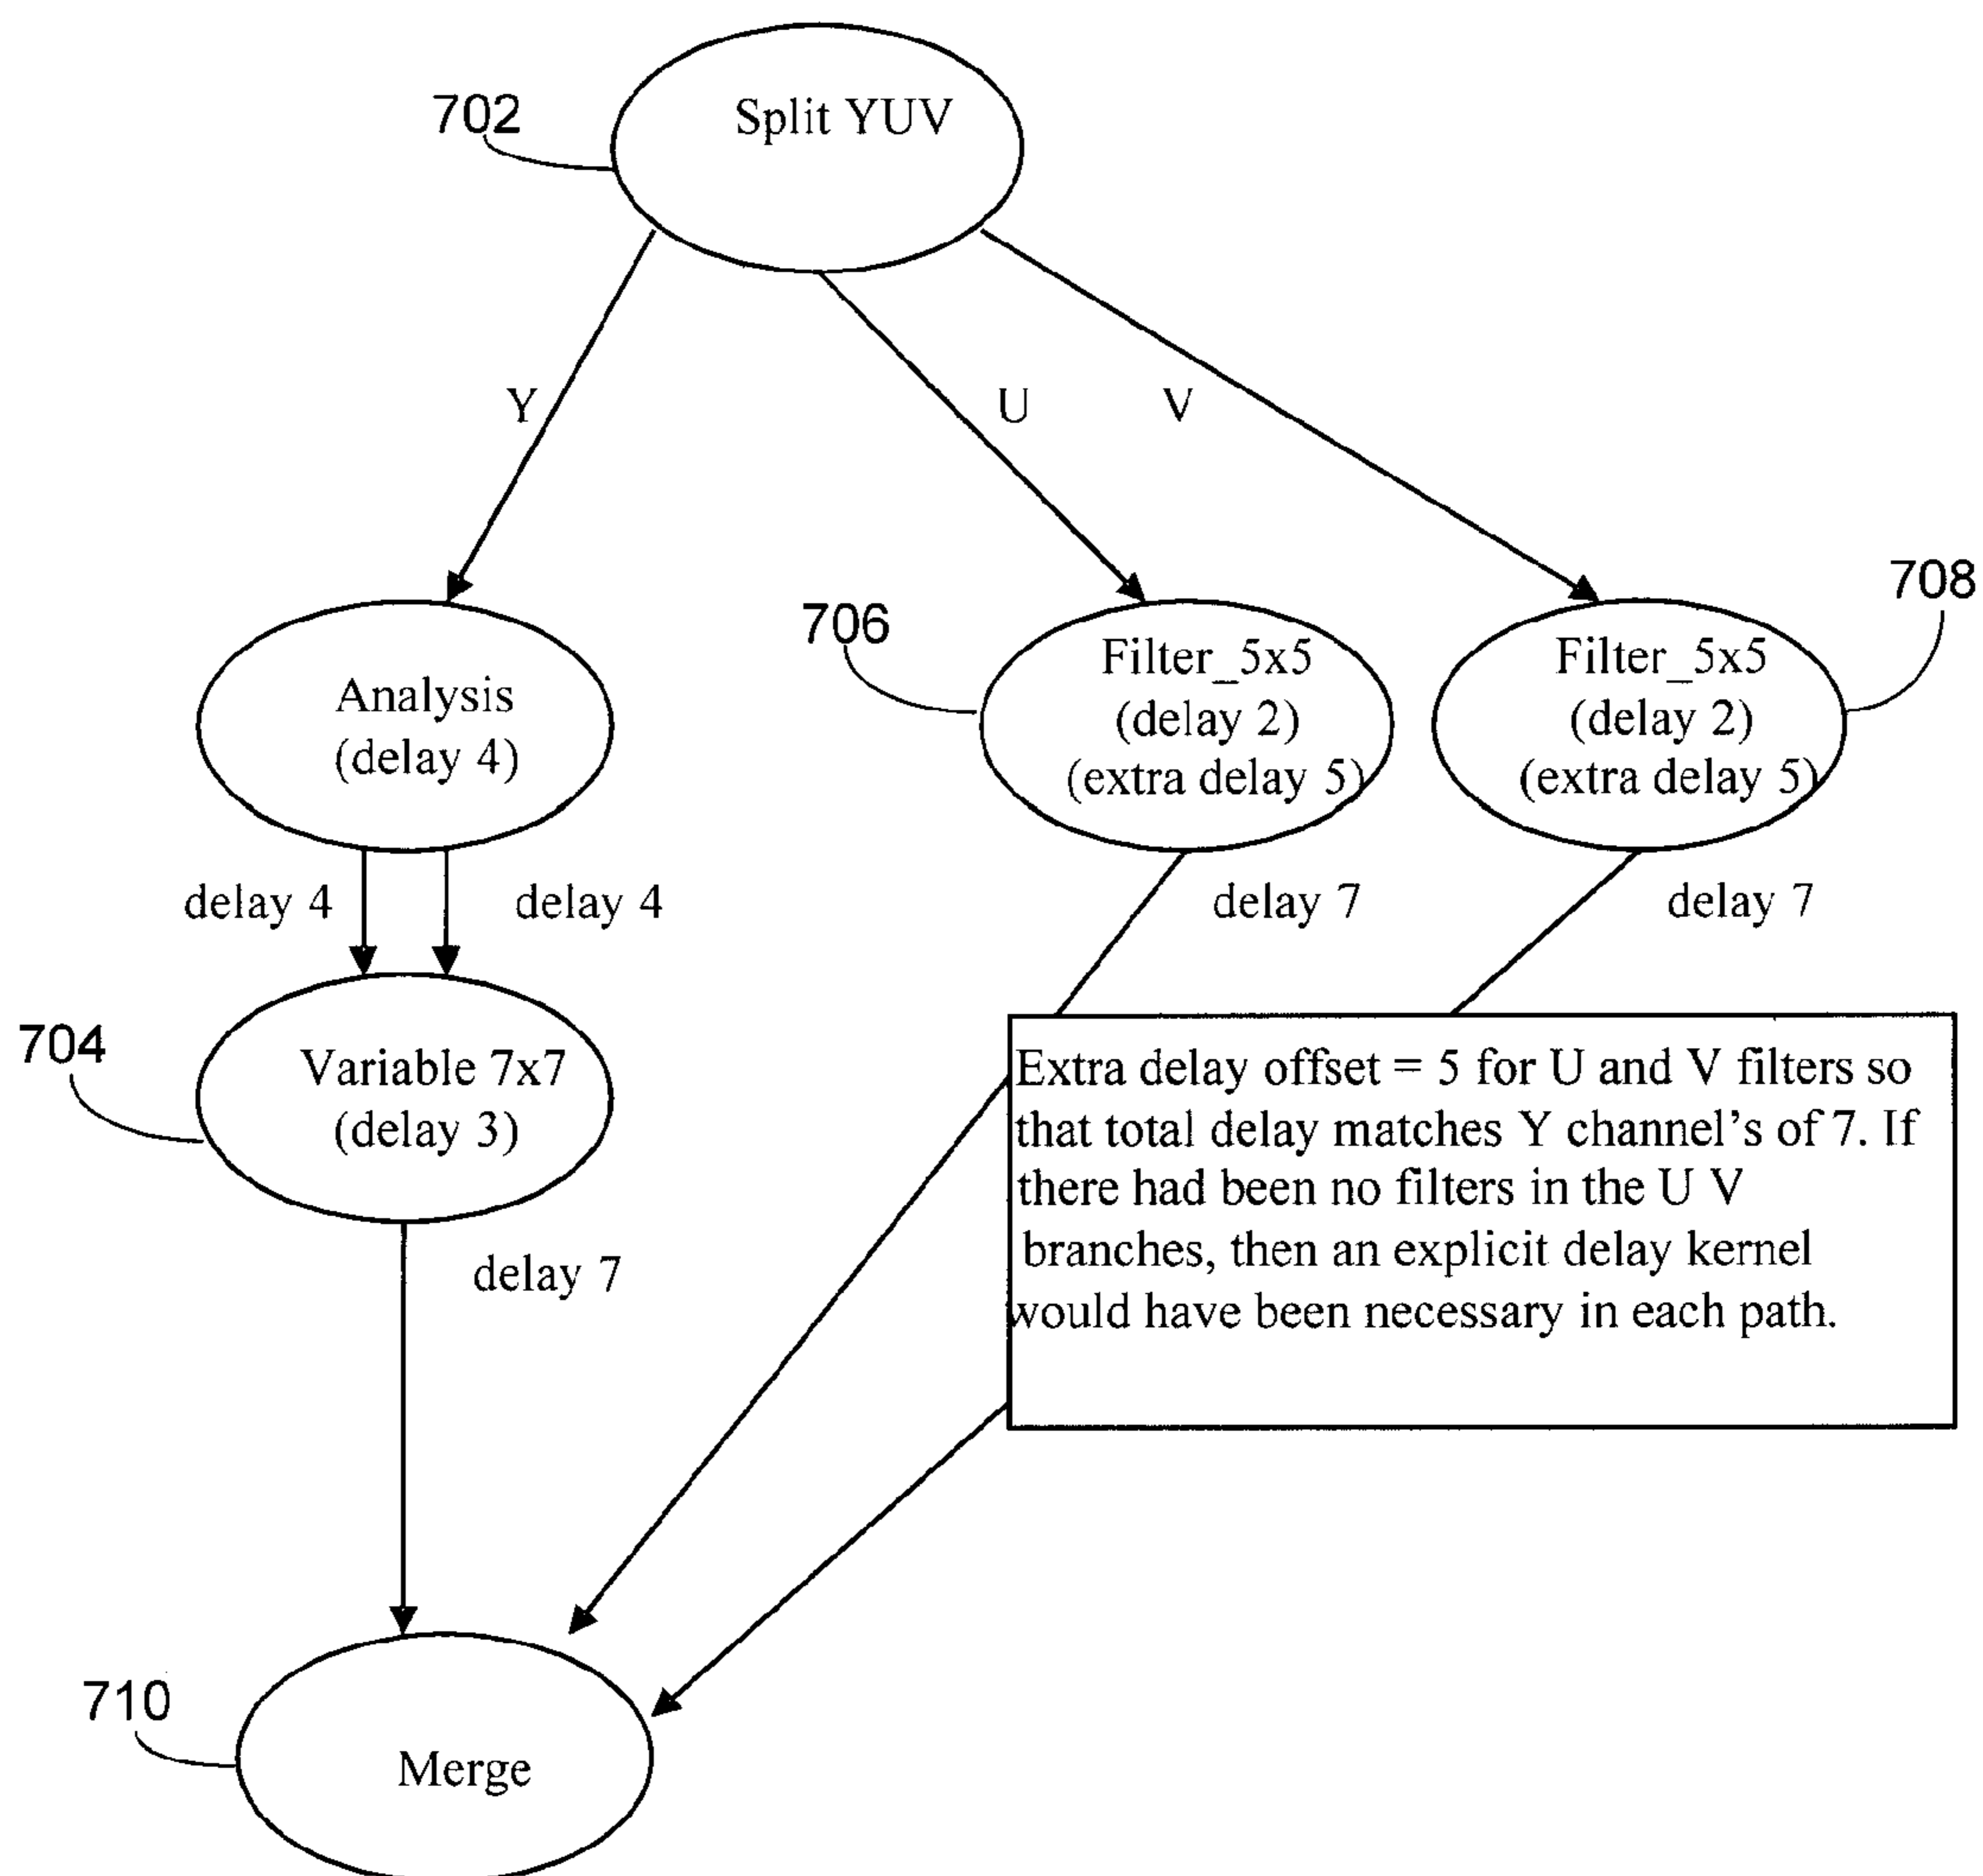 702
Split YUV
Y
U
V
708
706
Analysis
(delay 4)
Filter_5x5
(delay 2)
(extra delay 5)
Filter_5x5
(delay 2)
(extra delay 5)
delay 4
delay 4
delay 7
delay 7
704
Variable 7x7
(delay 3)
Extra delay offset = 5 for U and V filters so
that total delay matches Y channel's of 7. If
there had been no filters in the U V
branches, then an explicit delay kernel
would have been necessary in each path.
delay 7
710
Merge